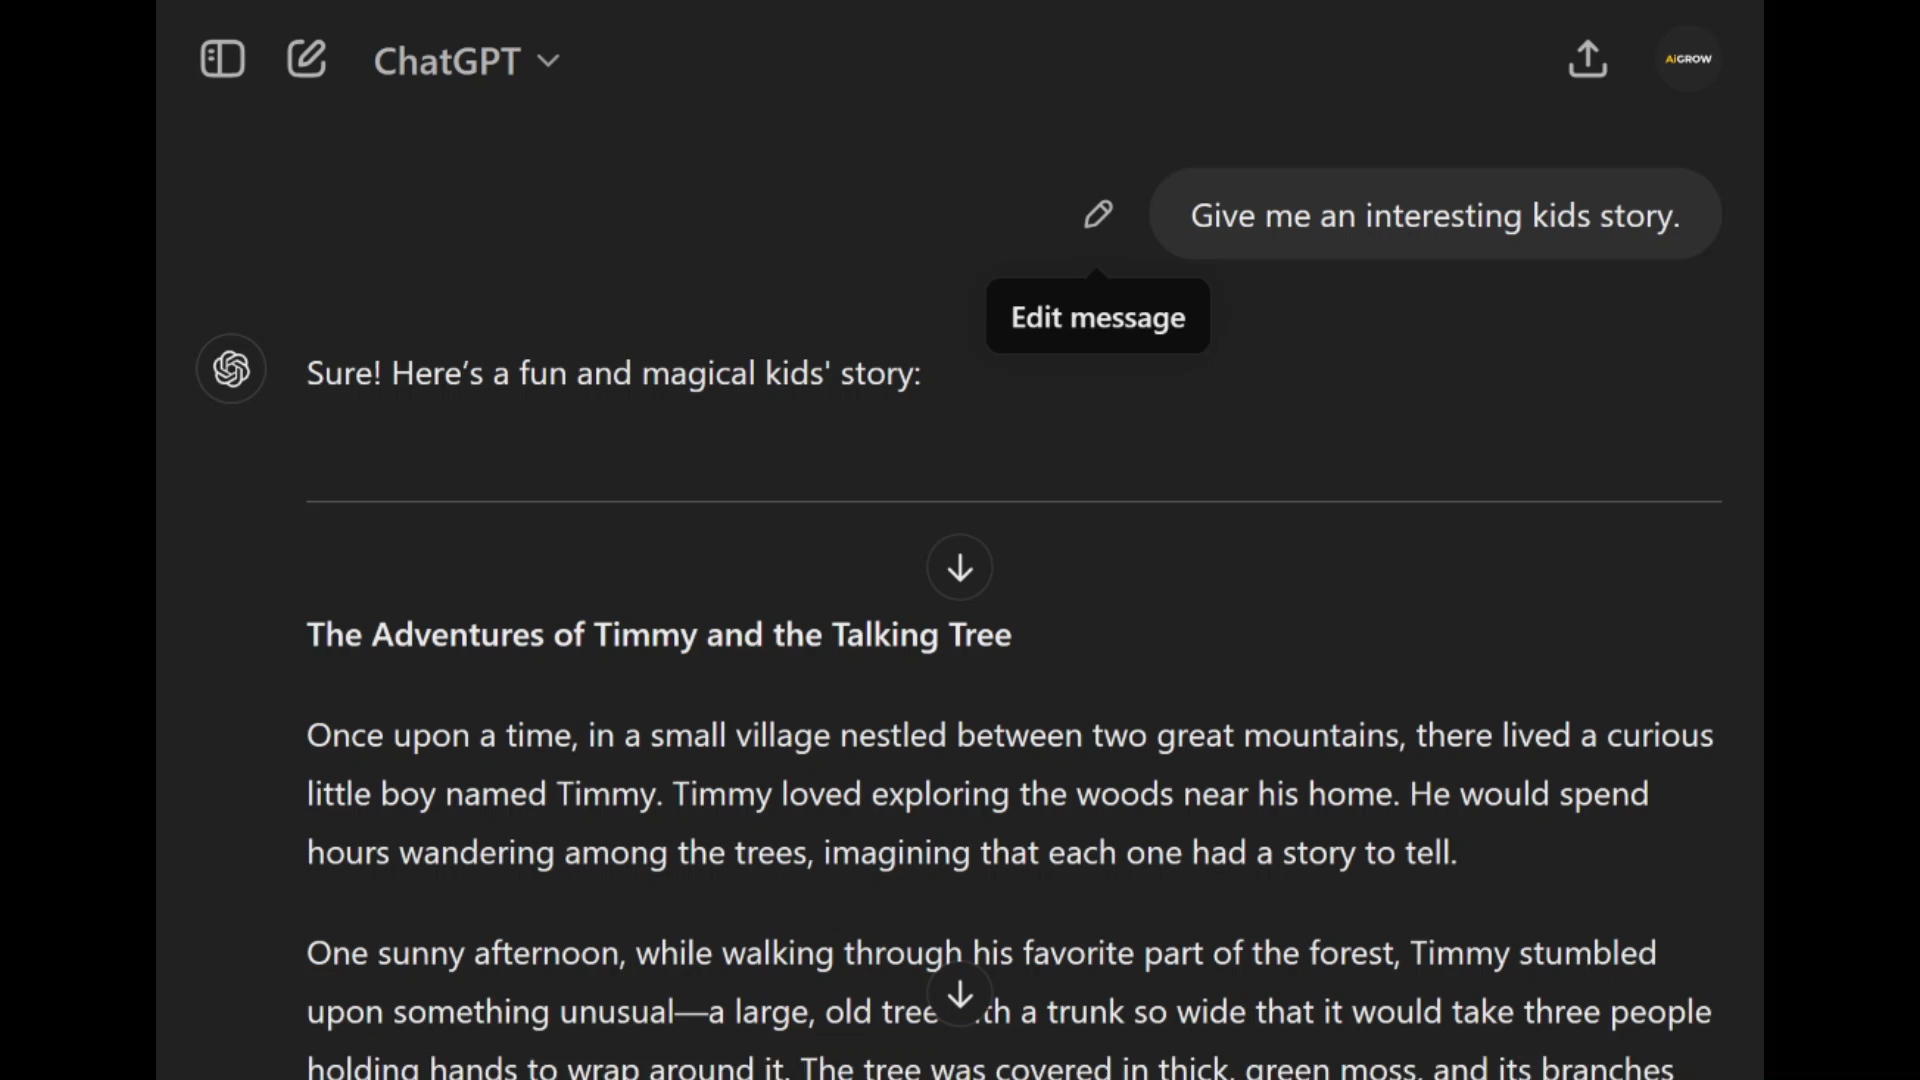 ChatGPT
AiGROW
Give me an interesting kids story.
Edit message
Sure! Here’s a fun and magical kids' story:
The Adventures of Timmy and the Talking Tree
Once upon a time, in a small village nestled between two great mountains, there lived a curious
little boy named Timmy. Timmy loved exploring the woods near his home. He would spend
hours wandering among the trees, imagining that each one had a story to tell.
One sunny afternoon, while walking through his favorite part of the forest, Timmy stumbled
upon something unusual—a large, old tree th a trunk so wide that it would take three people
holding hands to wrap around it. The tree was covered in thick, green moss, and its branches